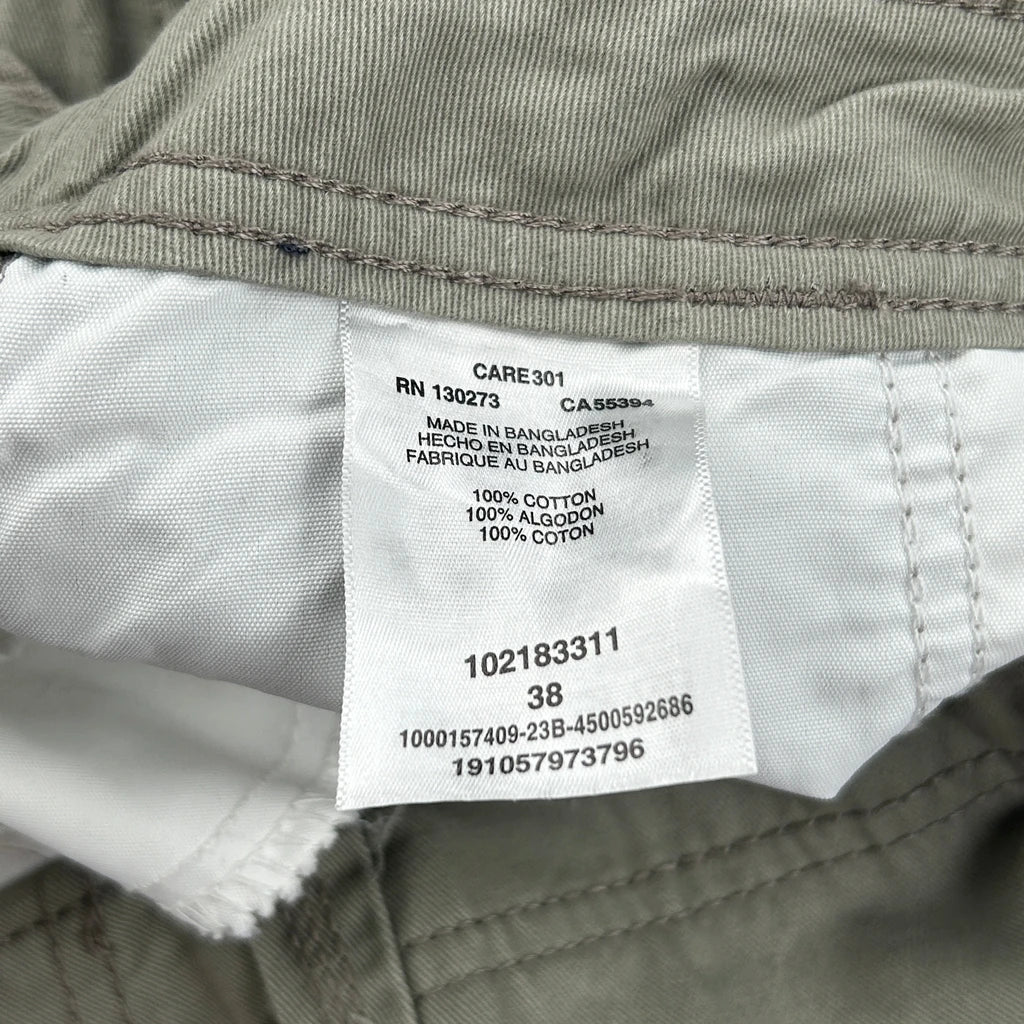 CARE301
RN 130273 CA55394
MADE IN BANGLADESH
HECHO EN BANGLADESH
FABRIQUE AU BANGLADESH
100% COTTON
100% ALGODON
100% COTON
102183311
38
1000157409-23B-4500592686
191057973796